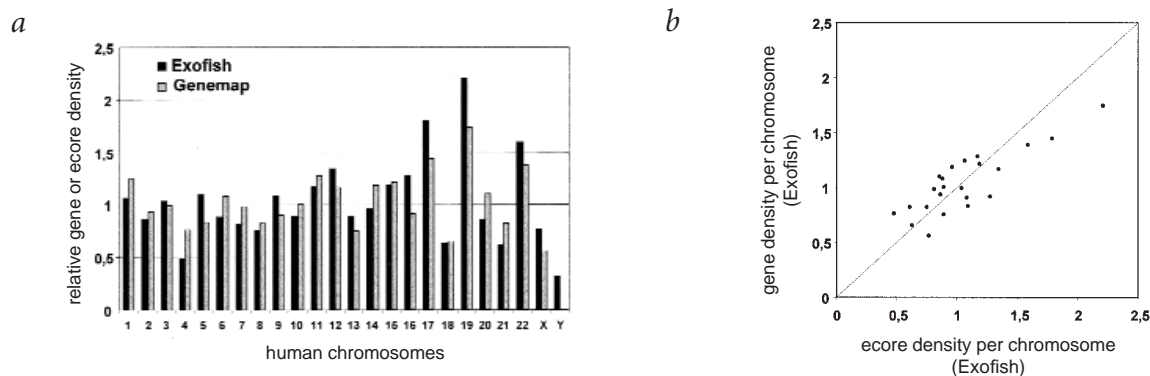 a
relative gene or ecore density
2,5
2
1,5
1
0,5
0
Exofish
Genemap
1 2 3 4 5 6 7 8 9 10 11 12 13 14 15 16 17 18 19 20 21 22 X Y
human chromosomes
b
gene density per chromosome
(Exofish)
2,5
2
1,5
1
0,5
0
0 0,5 1 1,5 2 2,5
ecore density per chromosome
(Exofish)